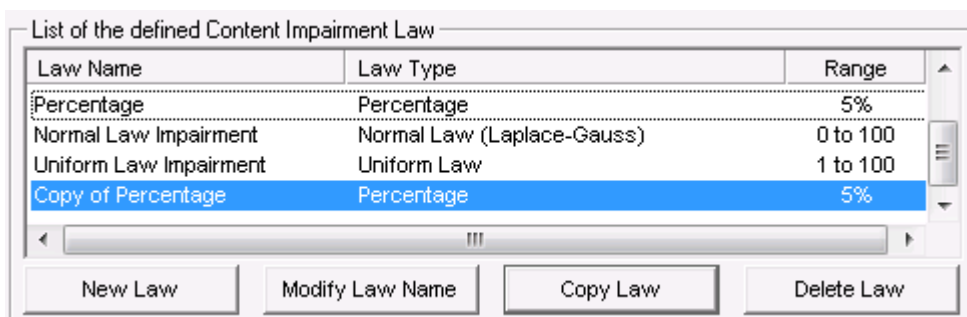 List of the defined Content Impairment Law
Law Name Law Type Range
Percentage Percentage 5%
Normal Law Impairment Normal Law (Laplace-Gauss) 0 to 100
Uniform Law Impairment Uniform Law 1 to 100
Copy of Percentage Percentage 5%
New Law Modify Law Name Copy Law Delete Law